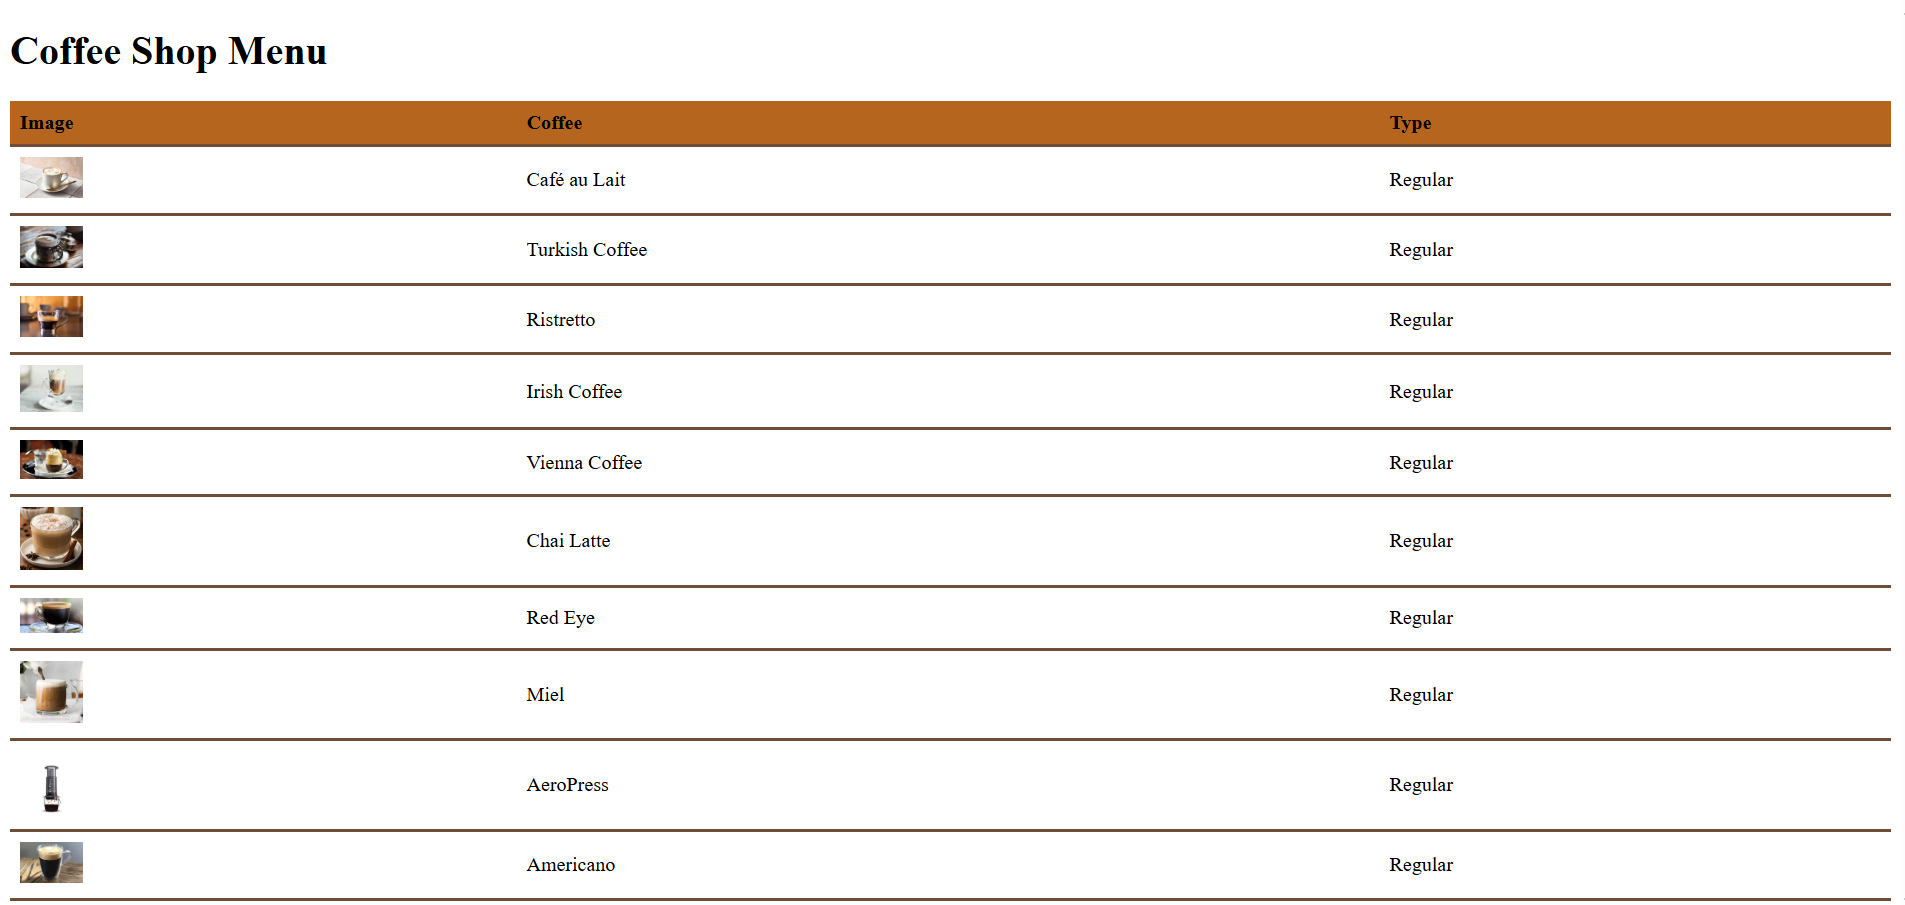 Coffee Shop Menu
Image Coffee Type
Café au Lait Regular
Turkish Coffee Regular
Ristretto Regular
Irish Coffee Regular
Vienna Coffee Regular
Chai Latte Regular
Red Eye Regular
Miel Regular
AeroPress Regular
Americano Regular